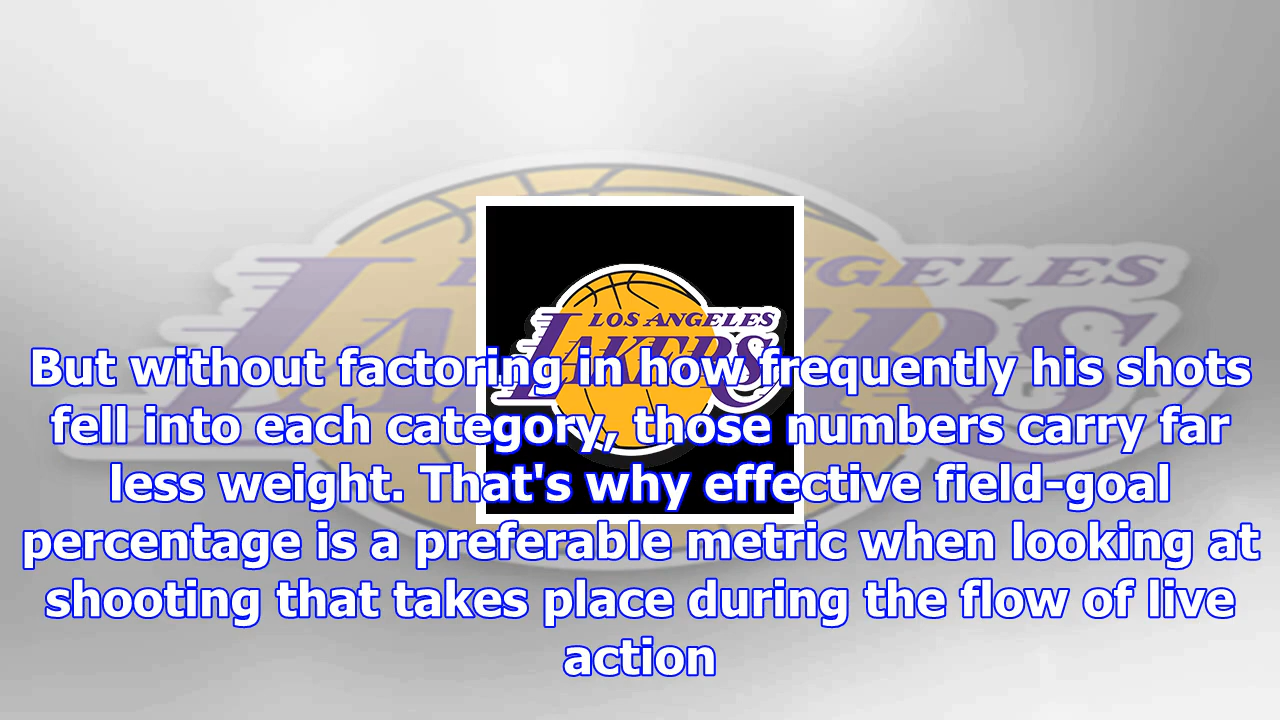 LOS ANGELES
LAKERS
But without factoring in how frequently his shots
fell into each category, those numbers carry far
less weight. That's why effective field-goal
percentage is a preferable metric when looking at
shooting that takes place during the flow of live
action